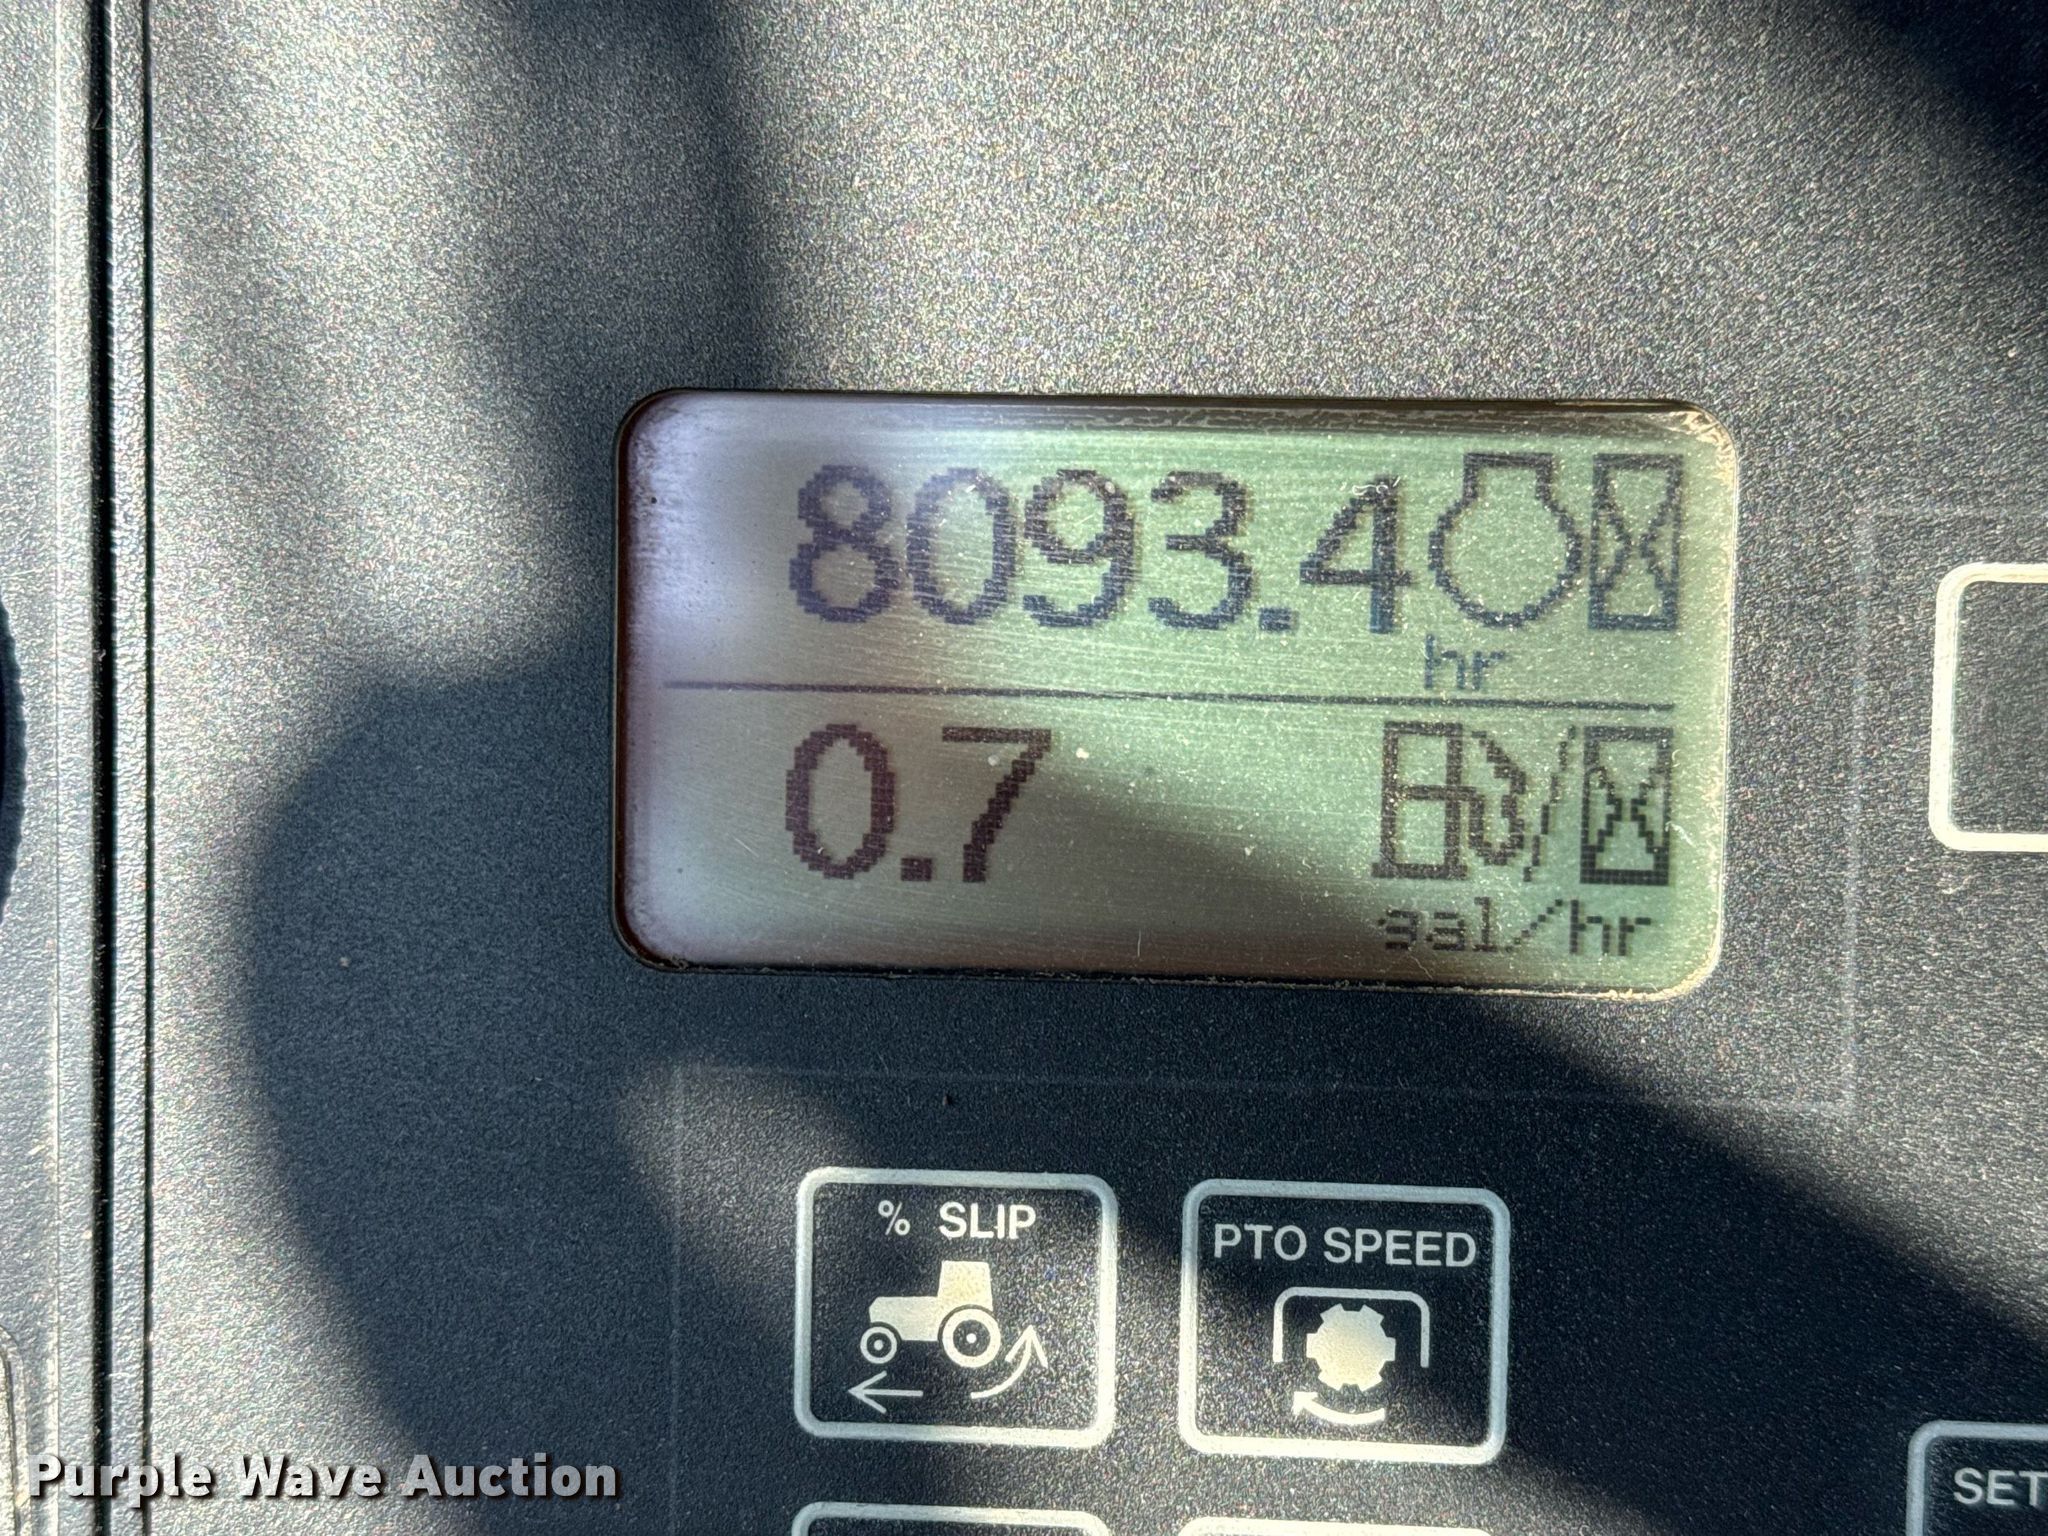 8093.4
hr
0.7
gal/hr
% SLIP
PTO SPEED
SET
Purple Wave Auction